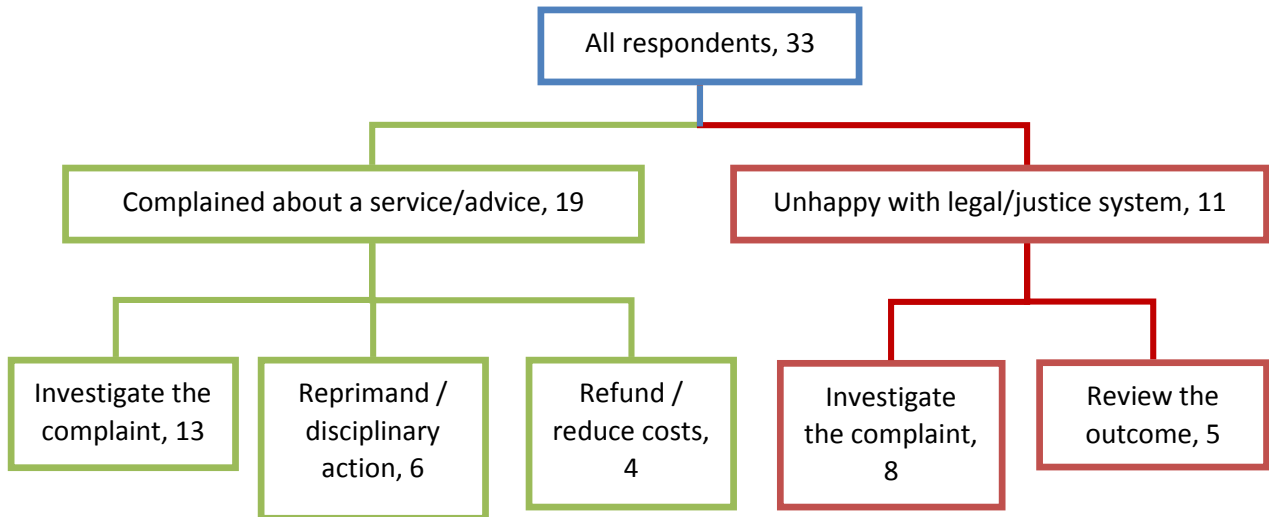 All respondents, 33
Complained about a service/advice, 19
Unhappy with legal/justice system, 11
Investigate the
complaint, 13
Reprimand /
disciplinary
action, 6
Refund /
reduce costs,
4
Investigate
the complaint,
8
Review the
outcome, 5